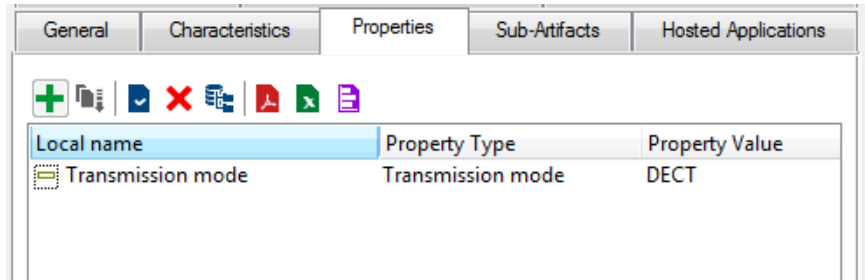 General Characteristics Properties Sub-Artifacts Hosted Applications
Local name Property Type Property Value
Transmission mode Transmission mode DECT